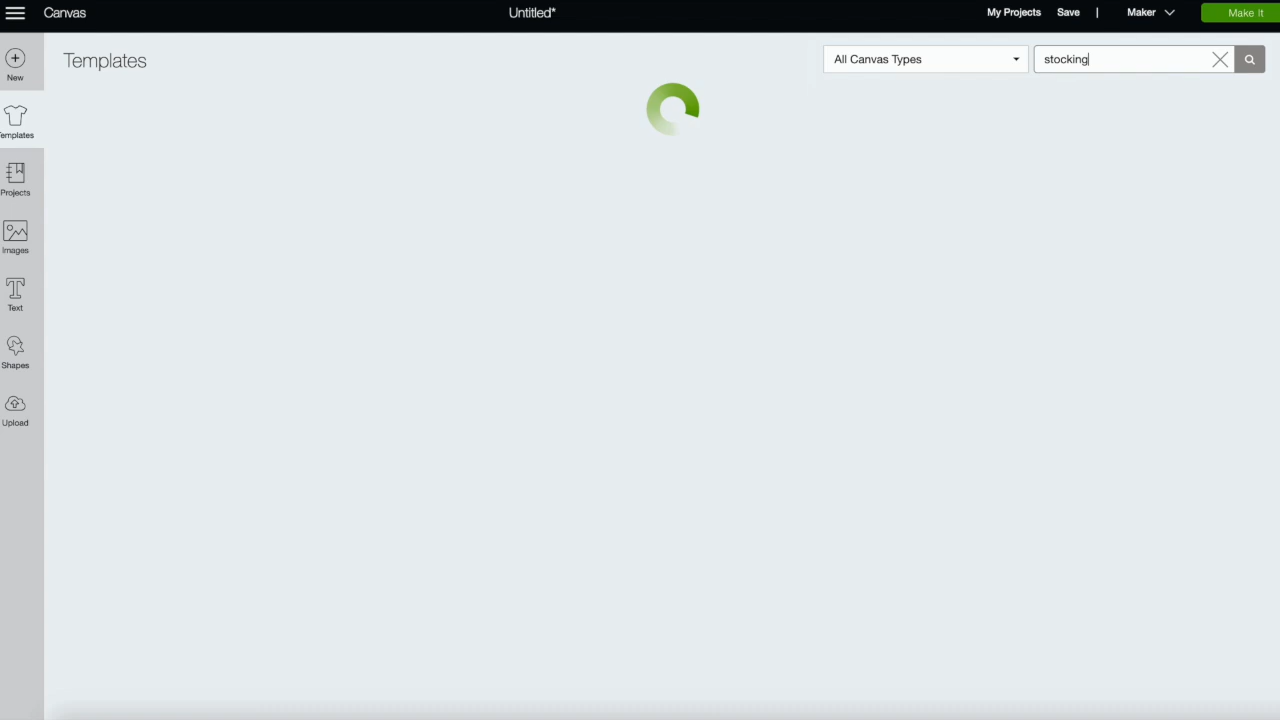 Canvas
Untitled*
My Projects Save | Maker Make It
New
Templates
All Canvas Types
stocking
emplates
Projects
Images
Text
Shapes
Upload